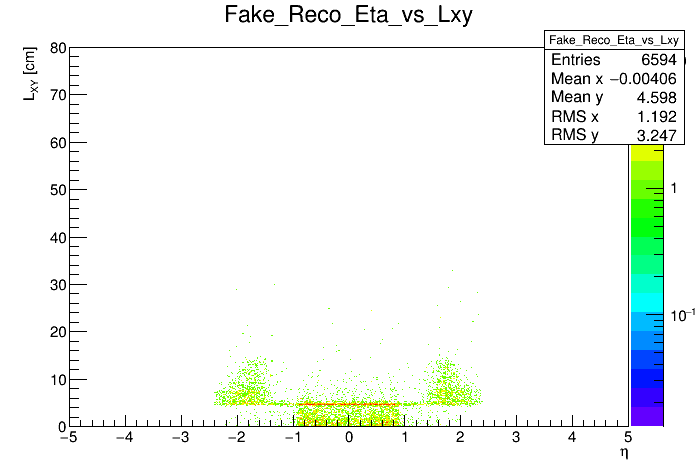 Fake_Reco_Eta_vs_Lxy
Fake_Reco_Eta_vs_Lxy
Entries 6594
Mean x −0.00406
Mean y 4.598
RMS x 1.192
RMS y 3.247
L_XY [cm]
80
70
60
50
40
30
20
10
0
−5 −4 −3 −2 −1 0 1 2 3 4 5
η
1
10⁻¹